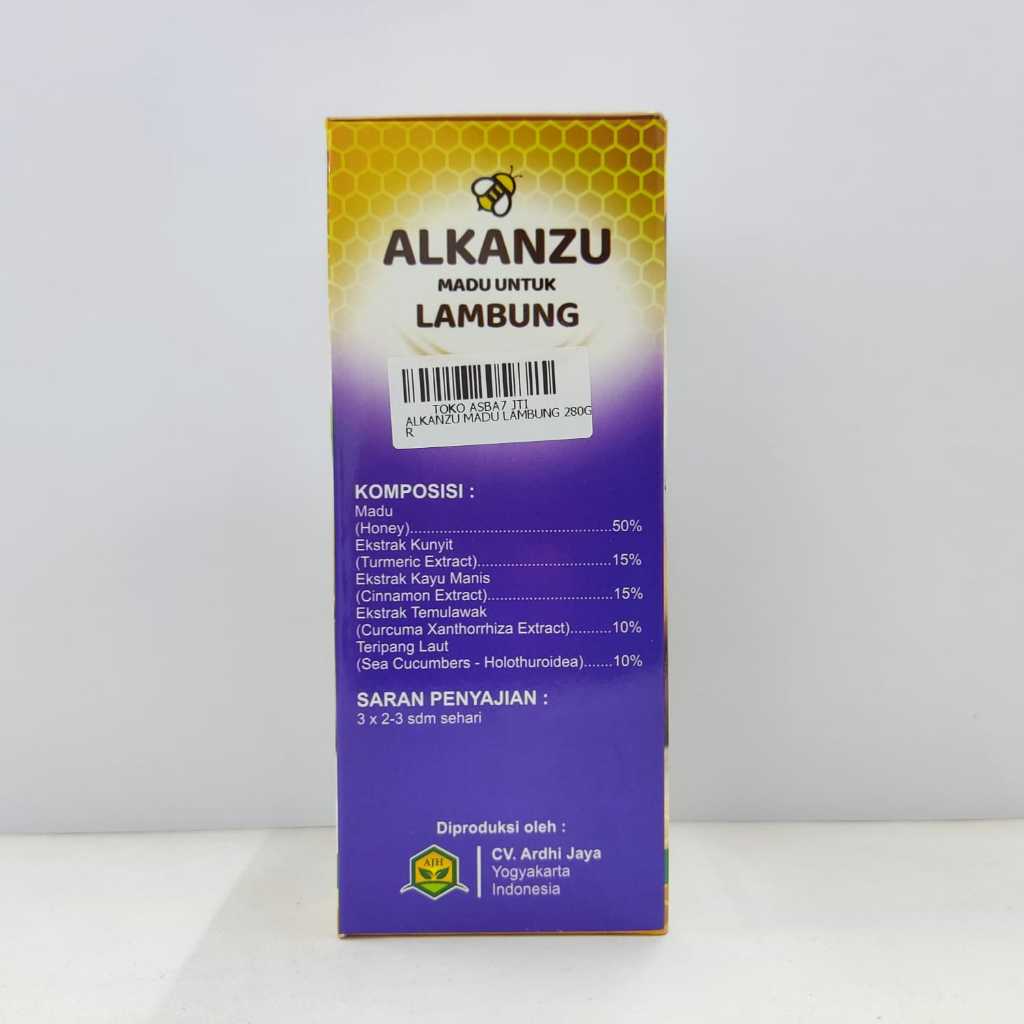 ALKANZU
MADU UNTUK
LAMBUNG
TOKO ASBA7 JTI
ALKANZU MADU LAMBUNG 280G
R
KOMPOSISI :
Madu
(Honey)..............................................50%
Ekstrak Kunyit
(Turmeric Extract)..............................15%
Ekstrak Kayu Manis
(Cinnamon Extract)............................15%
Ekstrak Temulawak
(Curcuma Xanthorrhiza Extract)..........10%
Teripang Laut
(Sea Cucumbers - Holothuroidea).......10%
SARAN PENYAJIAN :
3 x 2-3 sdm sehari
Diproduksi oleh :
AJH
CV. Ardhi Jaya
Yogyakarta
Indonesia